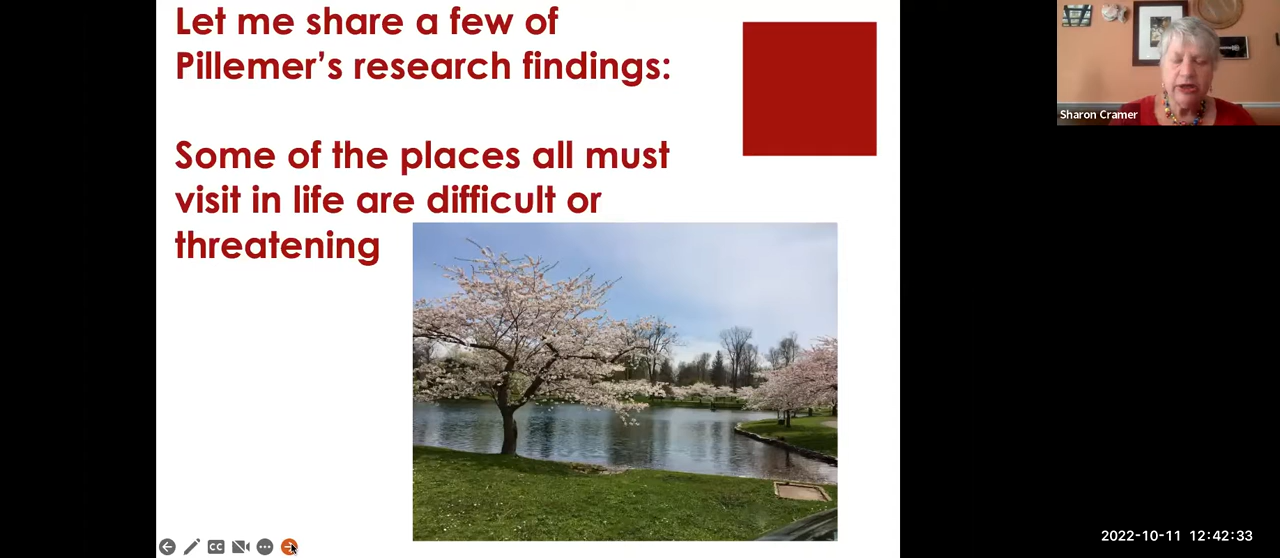 Let me share a few of
Pillemer’s research findings:
Some of the places all must
visit in life are difficult or
threatening
Sharon Cramer
CC
2022-10-11 12:42:33